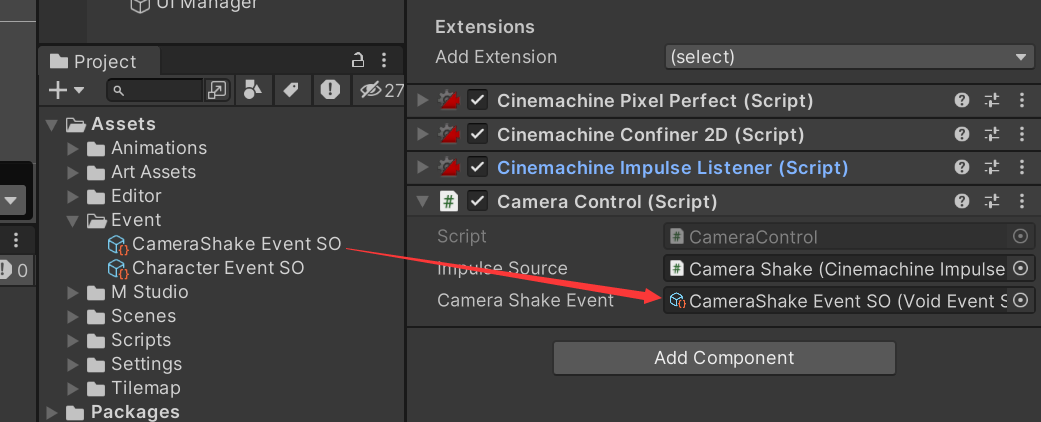 UI Manager
Project
27
Assets
Animations
Art Assets
Editor
Event
CameraShake Event SO
Character Event SO
M Studio
Scenes
Scripts
Settings
Tilemap
Packages
0
Extensions
Add Extension (select)
Cinemachine Pixel Perfect (Script)
Cinemachine Confiner 2D (Script)
Cinemachine Impulse Listener (Script)
# Camera Control (Script)
Script # CameraControl
Impulse Source # Camera Shake (Cinemachine Impulse
Camera Shake Event CameraShake Event SO (Void Event S
Add Component